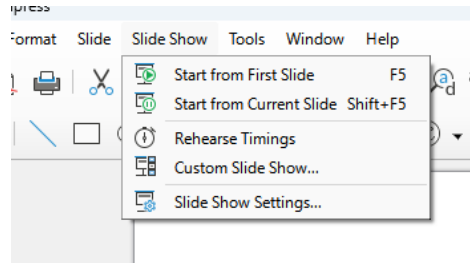 Format Slide Slide Show Tools Window Help
Start from First Slide F5
Start from Current Slide Shift+F5
Rehearse Timings
Custom Slide Show...
Slide Show Settings...